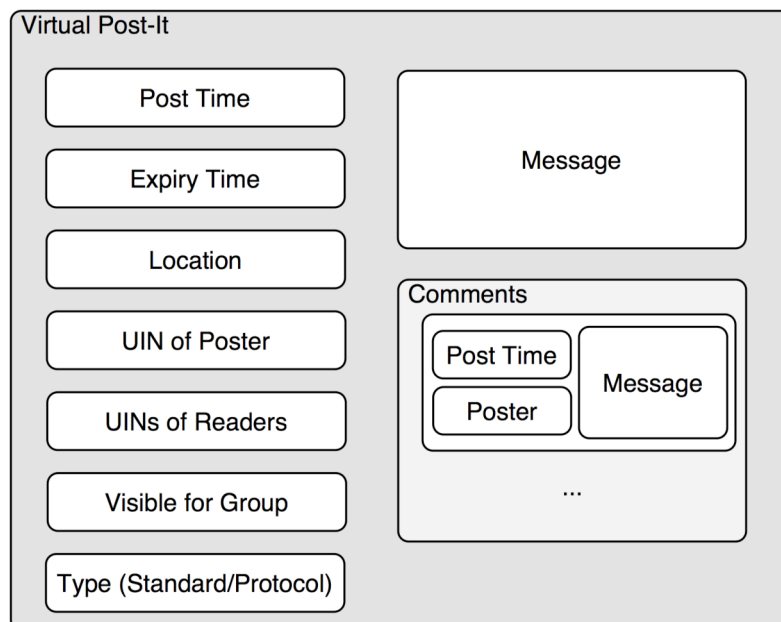 Virtual Post-It
Post Time
Expiry Time
Location
UIN of Poster
UINs of Readers
Visible for Group
Type (Standard/Protocol)
Message
Comments
Post Time
Poster
Message
...